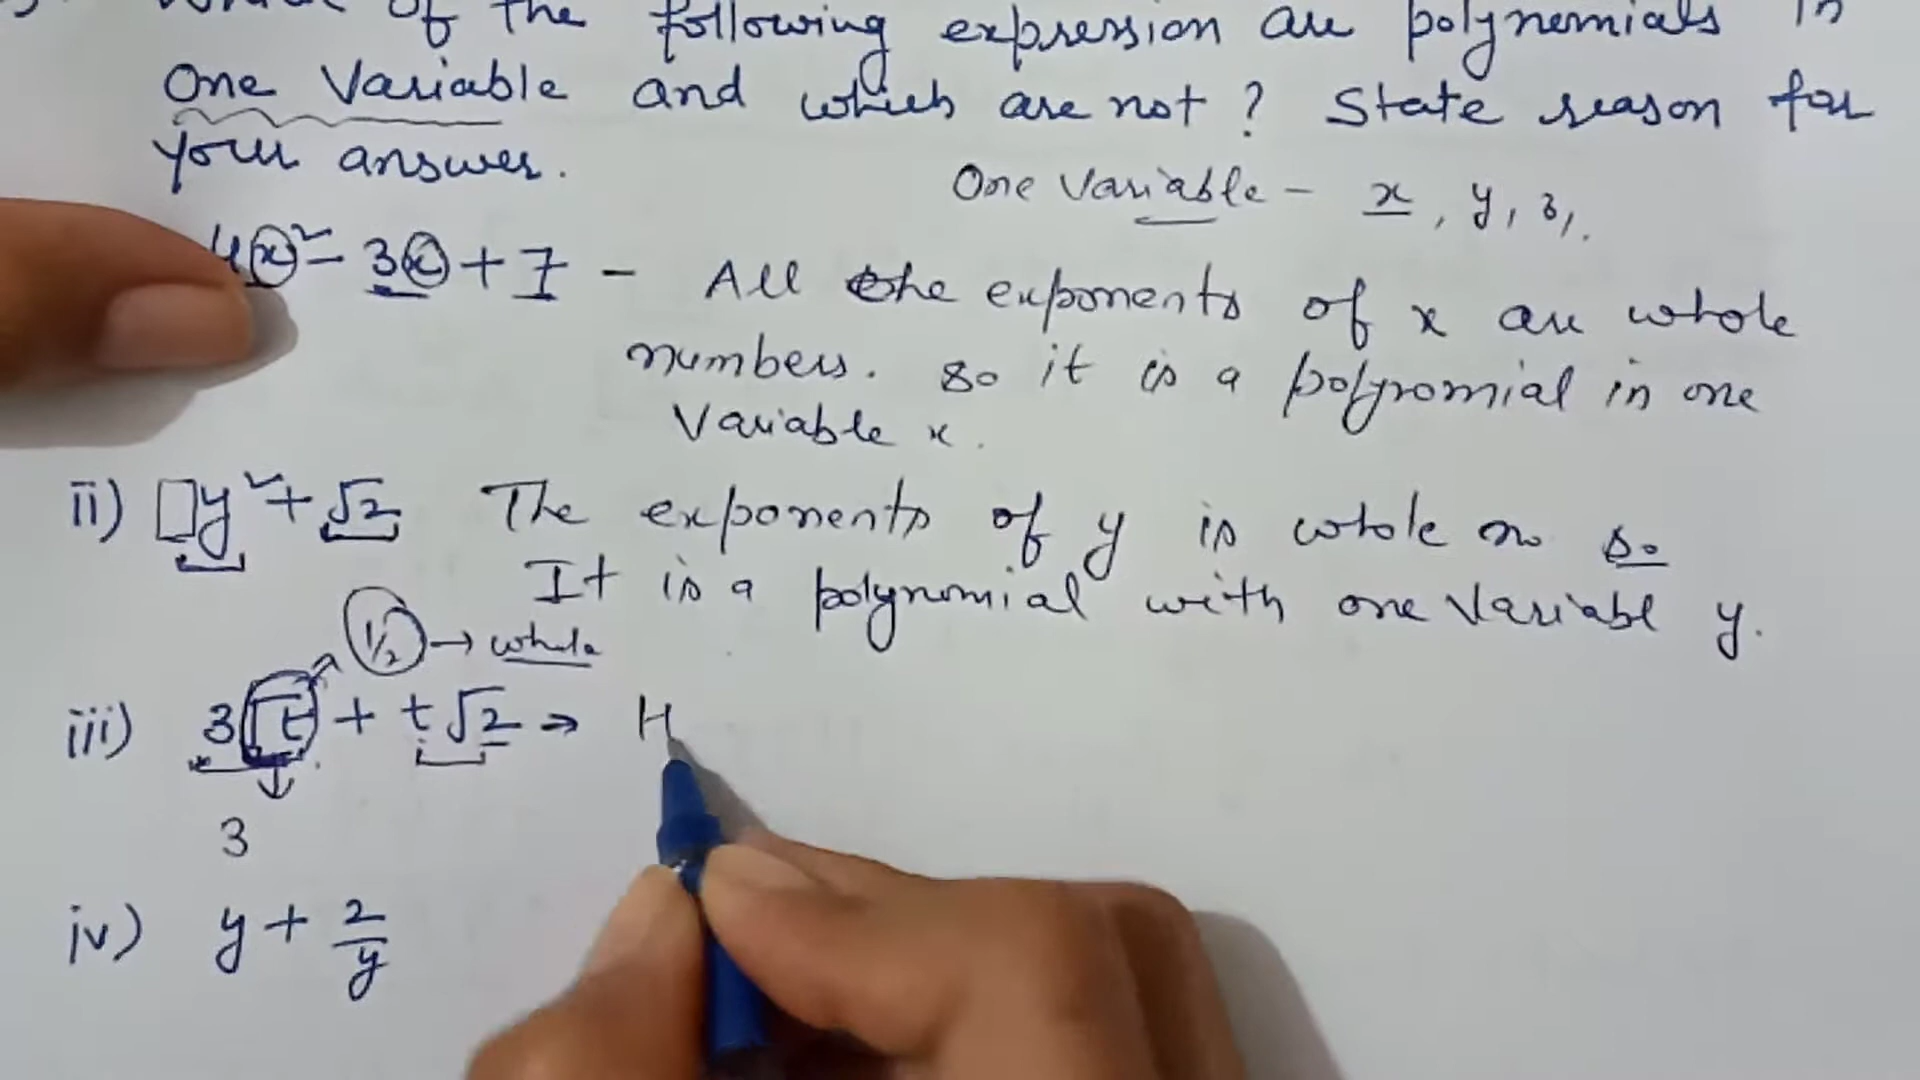 of the following expression are polynomials in
One Variable and which are not ? State reason for
your answer.
One Variable - x, y, z,.
4x² - 3x + 7 - All the exponents of x are whole
numbers. So it is a polynomial in one
Variable x.
ii) y² + √2 The exponents of y is whole no so
It is a polynomial with one Variabl y.
1/2 → whole
iii) 3√t + t√2 → H
3
iv) y + 2/y